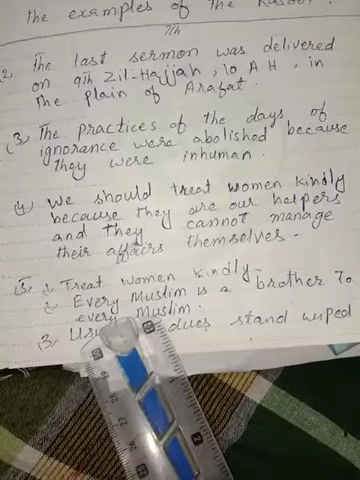 the examples of the Rasool.
7th
2. The last sermon was delivered
on 9th Zil-Hajjah, 10 AH, in
the plain of Arafat.
(3 The practices of the days of
ignorance were abolished because
they were inhuman.
(4) We should treat women kindly
because they are our helpers
and they cannot manage
their affairs themselves.
(5) 1) Treat women kindly-
2) Every Muslim is a brother To
every Muslim.
3) dues stand wiped